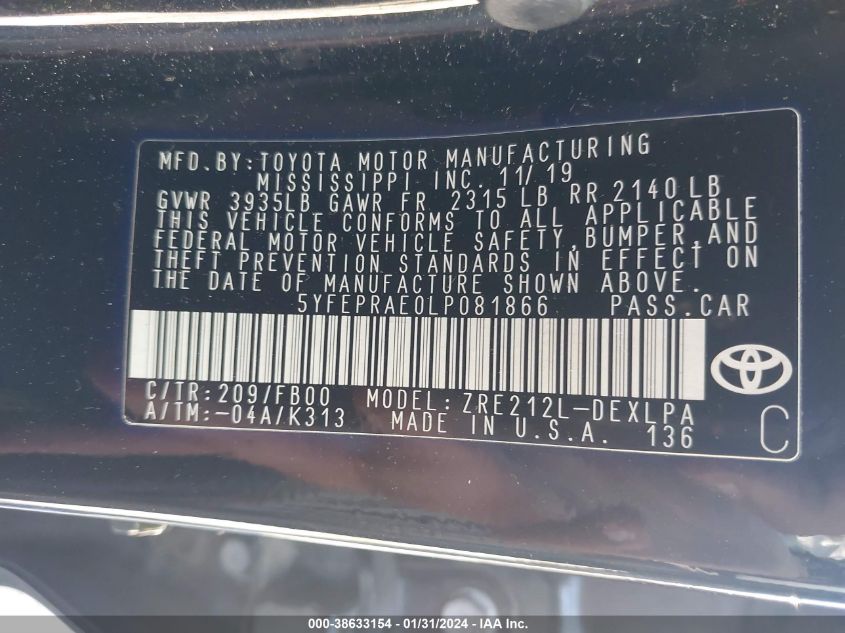 MFD.BY:TOYOTA MOTOR MANUFACTURING
MISSISSIPPI INC. 11/19
GVWR 3935LB GAWR FR 2315 LB RR 2140LB
THIS VEHICLE CONFORMS TO ALL APPLICABLE
FEDERAL MOTOR VEHICLE SAFETY,BUMPER,AND
THEFT PREVENTION STANDARDS IN EFFECT ON
THE DATE OF MANUFACTURE SHOWN ABOVE.
5YFEPRAE0LP081866 PASS.CAR
C/TR:209/FB00 MODEL:ZRE212L-DEXLPA
A/TM:-04A/K313 MADE IN U.S.A. 136
C
000-38633154 - 01/31/2024 - IAA Inc.